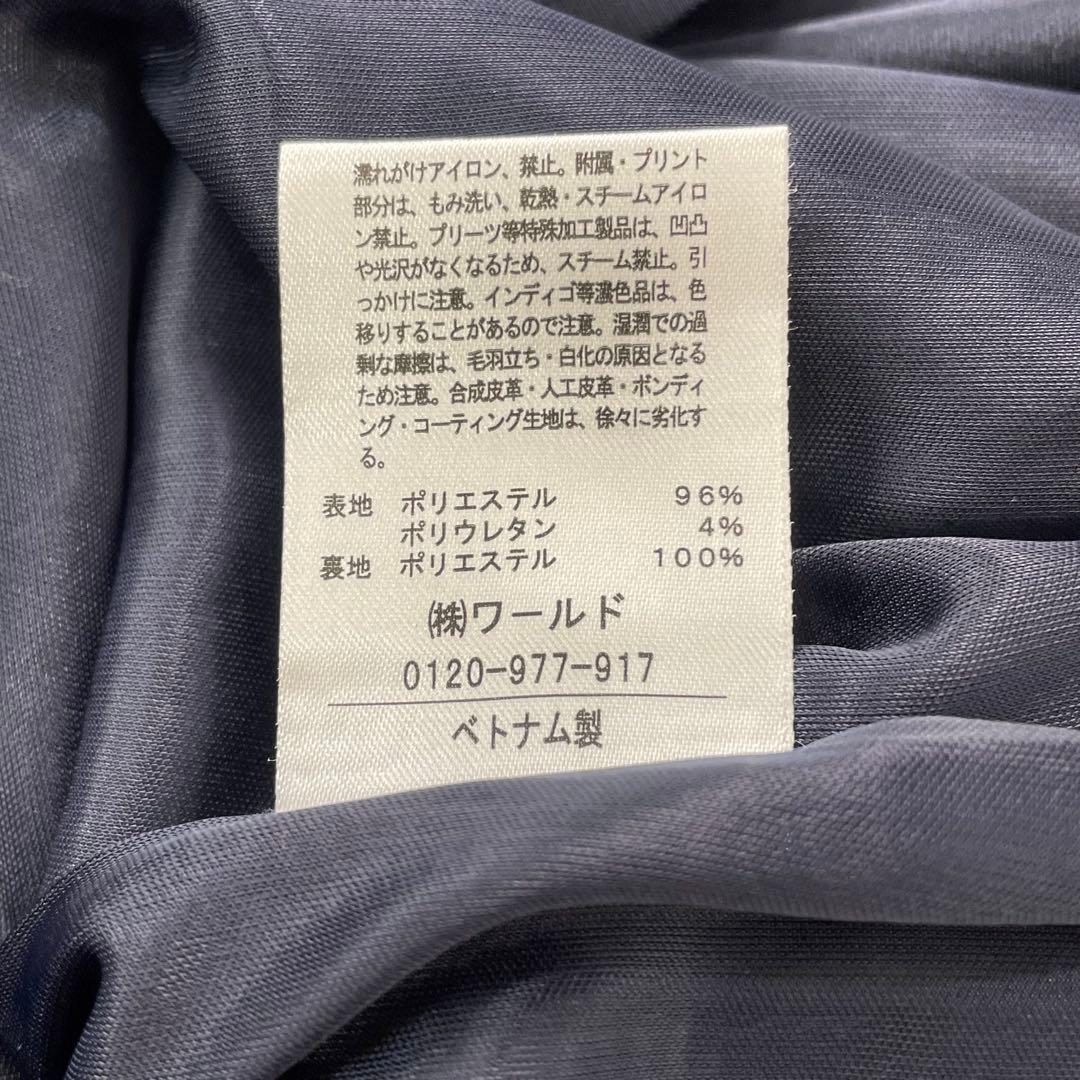 濡れがけアイロン、禁止。附属・プリント
部分は、もみ洗い、乾熱・スチームアイロ
ン禁止。プリーツ等特殊加工製品は、凹凸
や光沢がなくなるため、スチーム禁止。引
っかけに注意。インディゴ等濃色品は、色
移りすることがあるので注意。湿潤での過
剰な摩擦は、毛羽立ち・白化の原因となる
ため注意。合成皮革・人工皮革・ボンディ
ング・コーティング生地は、徐々に劣化す
る。
表地 ポリエステル 96%
ポリウレタン 4%
裏地 ポリエステル 100%
㈱ワールド
0120-977-917
ベトナム製